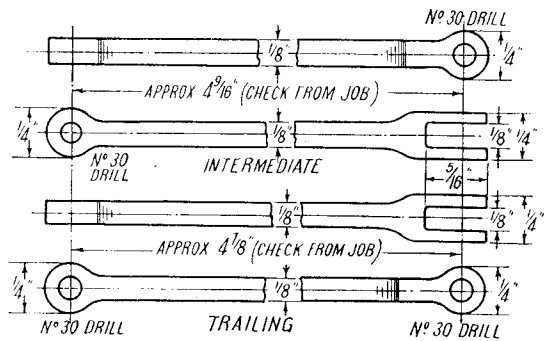 Nº 30 DRILL
1/8"
1/4"
APPROX 4 9/16" (CHECK FROM JOB)
1/4"
1/8"
1/8"
1/4"
Nº 30
DRILL
INTERMEDIATE
5/16"
1/8"
1/8"
1/4"
APPROX 4 7/8" (CHECK FROM JOB)
1/4"
1/8"
1/4"
Nº 30 DRILL
TRAILING
Nº 30 DRILL